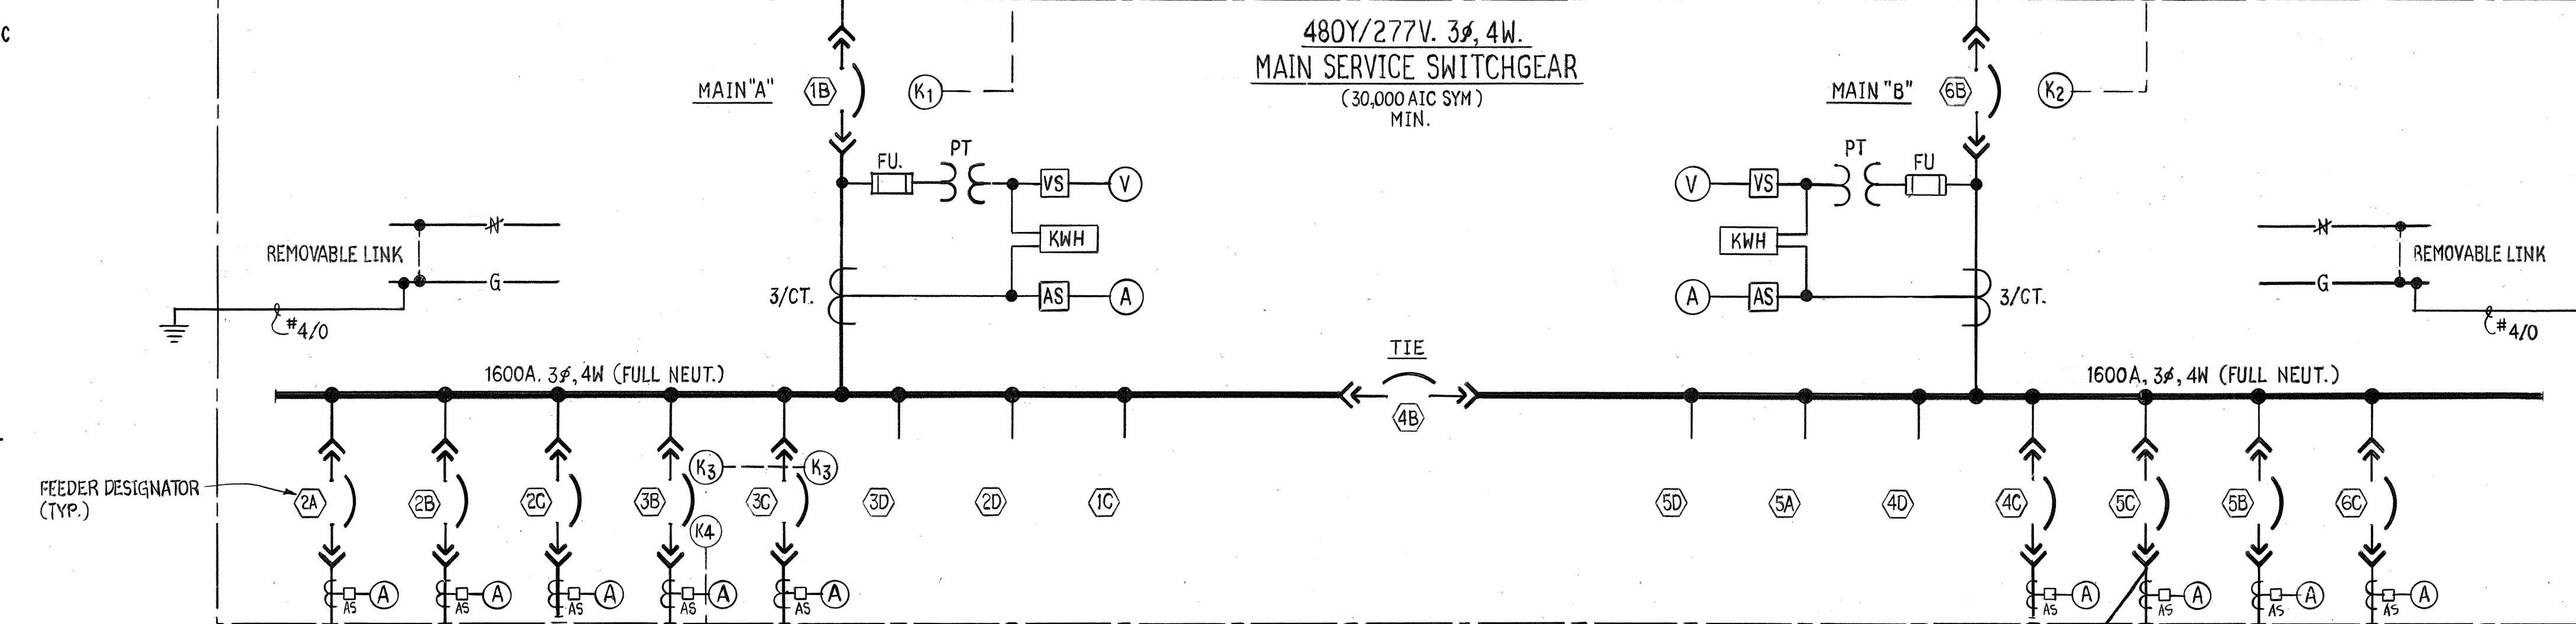 C
480Y/277V. 3ø, 4W.
MAIN SERVICE SWITCHGEAR
(30,000 AIC SYM)
MIN.
MAIN "A"
1B
K1
MAIN "B"
6B
K2
FU.
PT
VS
V
KWH
3/CT.
AS
A
PT
FU
V
VS
KWH
A
AS
3/CT.
N
REMOVABLE LINK
G
#4/0
N
REMOVABLE LINK
G
#4/0
TIE
4B
1600A. 3ø, 4W (FULL NEUT.)
1600A, 3ø, 4W (FULL NEUT.)
FEEDER DESIGNATOR
(TYP.)
K3
K3
2A
2B
2C
3B
3C
3D
2D
1C
5D
5A
4D
4C
5C
5B
6C
K4
AS
A
AS
A
AS
A
AS
A
AS
A
AS
A
AS
A
AS
A
AS
A